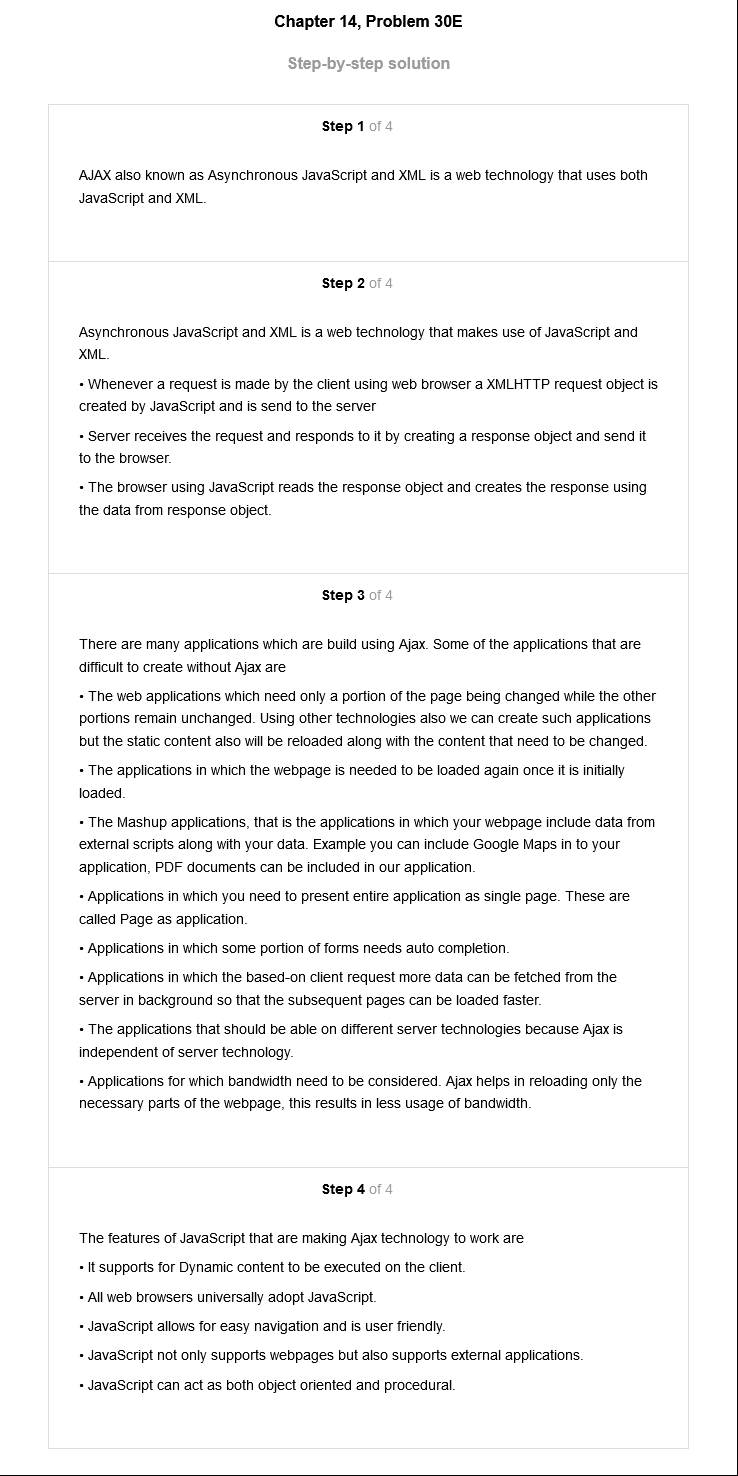 Chapter 14, Problem 30E
Step-by-step solution
Step 1 of 4
AJAX also known as Asynchronous JavaScript and XML is a web technology that uses both
JavaScript and XML.
Step 2 of 4
Asynchronous JavaScript and XML is a web technology that makes use of JavaScript and
XML.
• Whenever a request is made by the client using web browser a XMLHTTP request object is
created by JavaScript and is send to the server
• Server receives the request and responds to it by creating a response object and send it
to the browser.
• The browser using JavaScript reads the response object and creates the response using
the data from response object.
Step 3 of 4
There are many applications which are build using Ajax. Some of the applications that are
difficult to create without Ajax are
• The web applications which need only a portion of the page being changed while the other
portions remain unchanged. Using other technologies also we can create such applications
but the static content also will be reloaded along with the content that need to be changed.
• The applications in which the webpage is needed to be loaded again once it is initially
loaded.
• The Mashup applications, that is the applications in which your webpage include data from
external scripts along with your data. Example you can include Google Maps in to your
application, PDF documents can be included in our application.
• Applications in which you need to present entire application as single page. These are
called Page as application.
• Applications in which some portion of forms needs auto completion.
• Applications in which the based-on client request more data can be fetched from the
server in background so that the subsequent pages can be loaded faster.
• The applications that should be able on different server technologies because Ajax is
independent of server technology.
• Applications for which bandwidth need to be considered. Ajax helps in reloading only the
necessary parts of the webpage, this results in less usage of bandwidth.
Step 4 of 4
The features of JavaScript that are making Ajax technology to work are
• It supports for Dynamic content to be executed on the client.
• All web browsers universally adopt JavaScript.
• JavaScript allows for easy navigation and is user friendly.
• JavaScript not only supports webpages but also supports external applications.
• JavaScript can act as both object oriented and procedural.